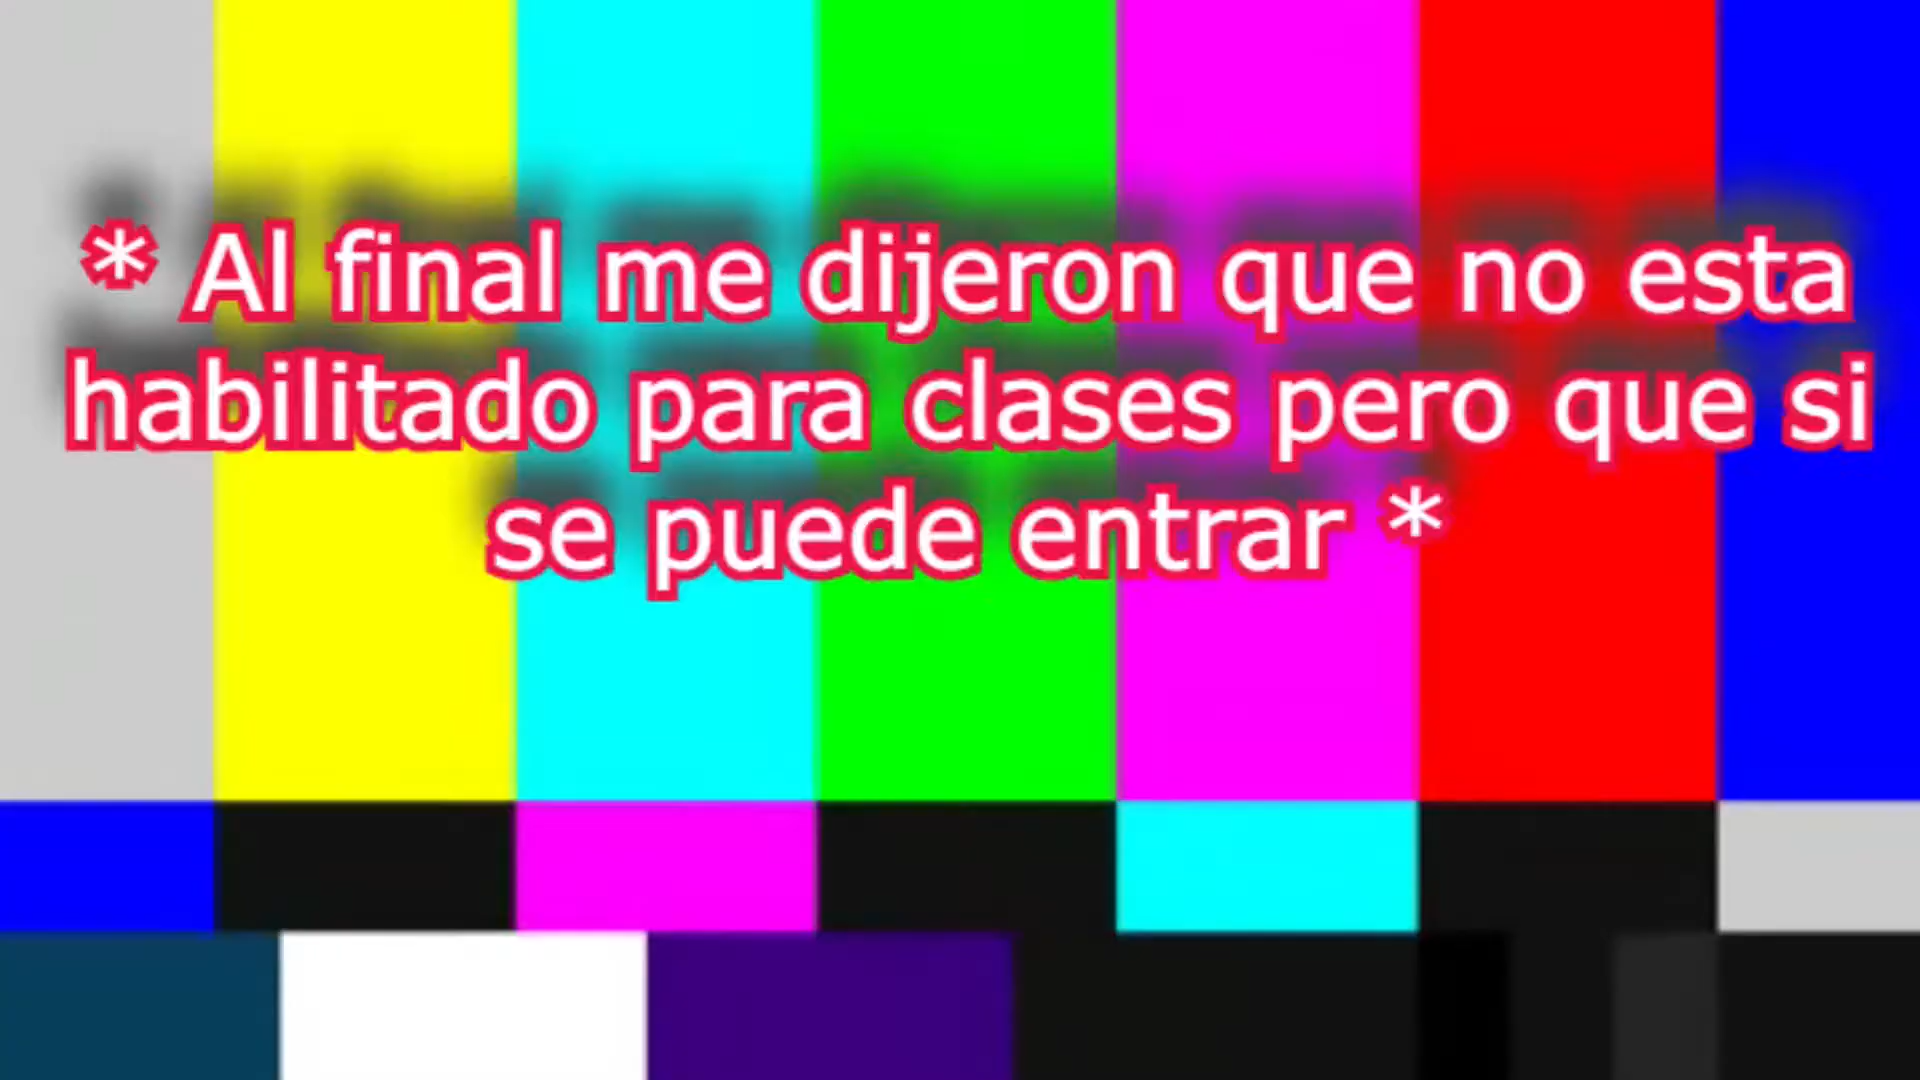 * Al final me dijeron que no esta
habilitado para clases pero que si
se puede entrar *